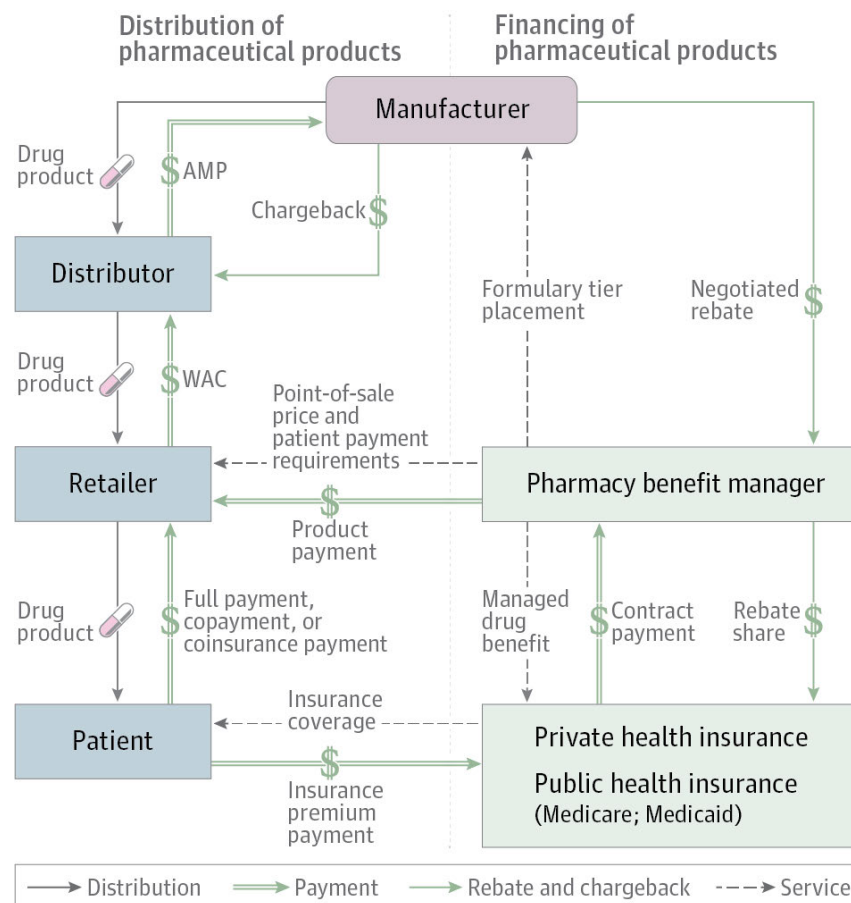 Distribution of
pharmaceutical products
Financing of
pharmaceutical products
Manufacturer
Drug
product
$ AMP
Chargeback $
Distributor
Formulary tier
placement
Negotiated
rebate $
Drug
product
$ WAC
Point-of-sale
price and
patient payment
requirements
Retailer
Pharmacy benefit manager
$
Product
payment
Drug
product
$ Full payment,
copayment, or
coinsurance payment
Managed
drug
benefit
$ Contract
payment
Rebate
share $
Insurance
coverage
Patient
$
Insurance
premium
payment
Private health insurance
Public health insurance
(Medicare; Medicaid)
Distribution
Payment
Rebate and chargeback
Service